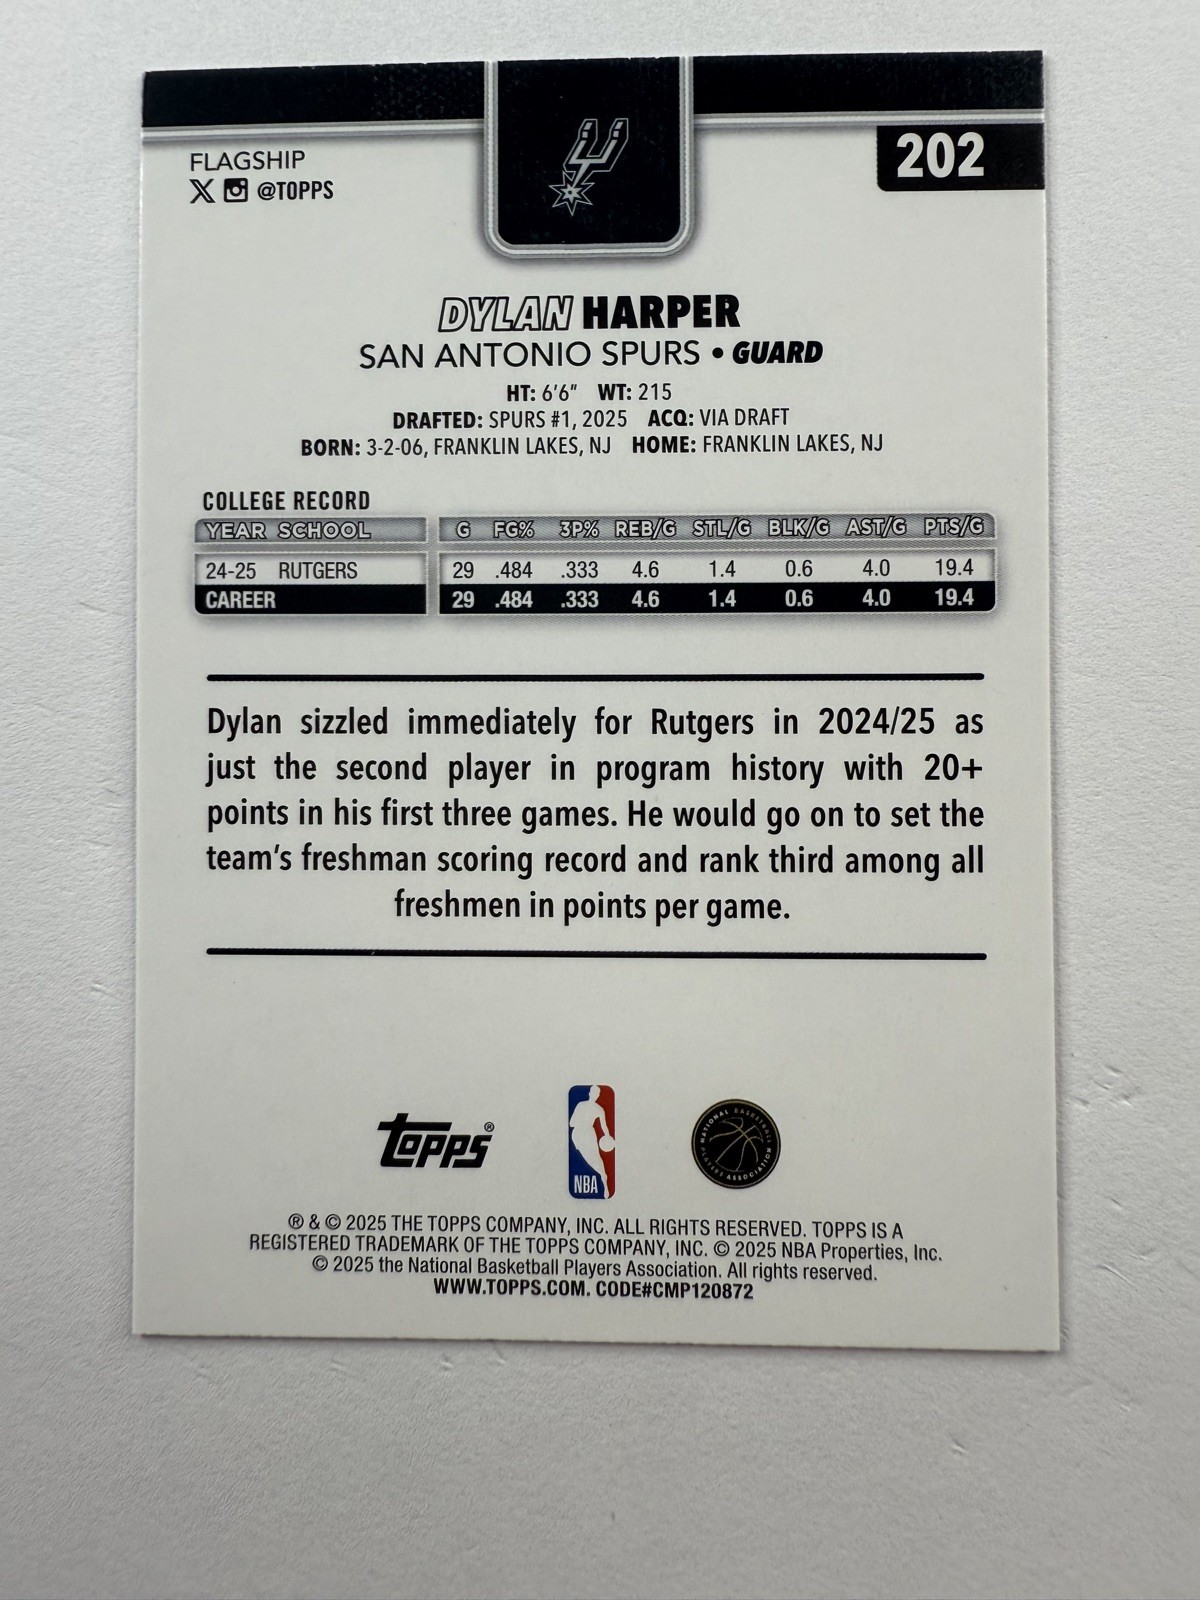 FLAGSHIP
202
X @TOPPS
DYLAN HARPER
SAN ANTONIO SPURS • GUARD
HT: 6'6" WT: 215
DRAFTED: SPURS #1, 2025 ACQ: VIA DRAFT
BORN: 3-2-06, FRANKLIN LAKES, NJ HOME: FRANKLIN LAKES, NJ
COLLEGE RECORD
YEAR SCHOOL G FG% 3P% REB/G STL/G BLK/G AST/G PTS/G
24-25 RUTGERS 29 .484 .333 4.6 1.4 0.6 4.0 19.4
CAREER 29 .484 .333 4.6 1.4 0.6 4.0 19.4
Dylan sizzled immediately for Rutgers in 2024/25 as
just the second player in program history with 20+
points in his first three games. He would go on to set the
team's freshman scoring record and rank third among all
freshmen in points per game.
topps®
NBA
NATIONAL BASKETBALL PLAYERS ASSOCIATION
® & © 2025 THE TOPPS COMPANY, INC. ALL RIGHTS RESERVED. TOPPS IS A
REGISTERED TRADEMARK OF THE TOPPS COMPANY, INC. © 2025 NBA Properties, Inc.
© 2025 the National Basketball Players Association. All rights reserved.
WWW.TOPPS.COM. CODE#CMP120872